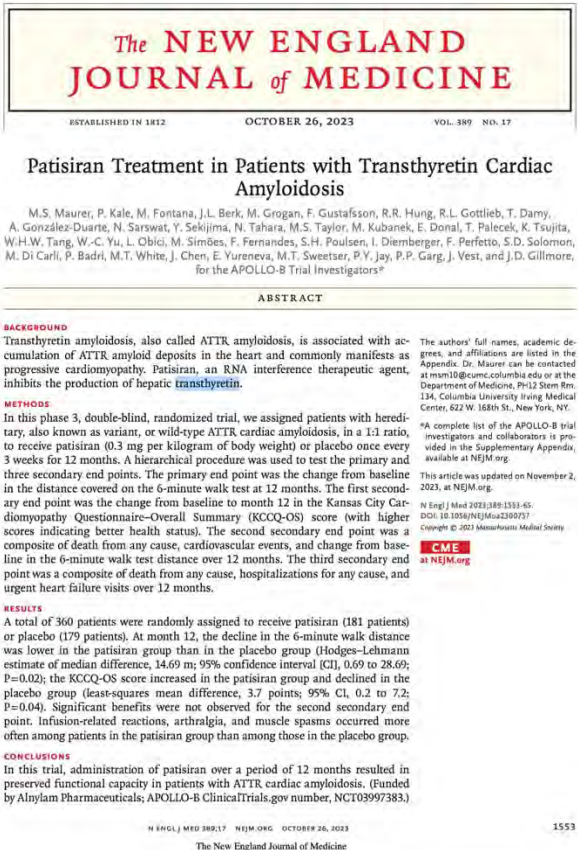 The NEW ENGLAND
JOURNAL of MEDICINE
ESTABLISHED IN 1812
OCTOBER 26, 2023
VOL. 389 NO. 17
Patisiran Treatment in Patients with Transthyretin Cardiac
Amyloidosis
M.S. Maurer, P. Kale, M. Fontana, J.L. Berk, M. Grogan, F. Gustafsson, R.R. Hung, R.L. Gottlieb, T. Damy,
A. González-Duarte, N. Sarswat, Y. Sekijima, N. Tahara, M.S. Taylor, M. Kubanek, E. Donal, T. Palecek, K. Tsujita,
W.H.W. Tang, W.-C. Yu, L. Obici, M. Simões, F. Fernandes, S.H. Poulsen, I. Diemberger, F. Perfetto, S.D. Solomon,
M. Di Carli, P. Badri, M.T. White, J. Chen, E. Yureneva, M.T. Sweetser, P.Y. Jay, P.P. Garg, J. Vest, and J.D. Gillmore,
for the APOLLO-B Trial Investigators*
ABSTRACT
BACKGROUND
Transthyretin amyloidosis, also called ATTR amyloidosis, is associated with ac-
cumulation of ATTR amyloid deposits in the heart and commonly manifests as
progressive cardiomyopathy. Patisiran, an RNA interference therapeutic agent,
inhibits the production of hepatic transthyretin.
METHODS
In this phase 3, double-blind, randomized trial, we assigned patients with heredi-
tary, also known as variant, or wild-type ATTR cardiac amyloidosis, in a 1:1 ratio,
to receive patisiran (0.3 mg per kilogram of body weight) or placebo once every
3 weeks for 12 months. A hierarchical procedure was used to test the primary and
three secondary end points. The primary end point was the change from baseline
in the distance covered on the 6-minute walk test at 12 months. The first second-
ary end point was the change from baseline to month 12 in the Kansas City Car-
diomyopathy Questionnaire–Overall Summary (KCCQ-OS) score (with higher
scores indicating better health status). The second secondary end point was a
composite of death from any cause, cardiovascular events, and change from base-
line in the 6-minute walk test distance over 12 months. The third secondary end
point was a composite of death from any cause, hospitalizations for any cause, and
urgent heart failure visits over 12 months.
RESULTS
A total of 360 patients were randomly assigned to receive patisiran (181 patients)
or placebo (179 patients). At month 12, the decline in the 6-minute walk distance
was lower in the patisiran group than in the placebo group (Hodges–Lehmann
estimate of median difference, 14.69 m; 95% confidence interval [CI], 0.69 to 28.69;
P=0.02); the KCCQ-OS score increased in the patisiran group and declined in the
placebo group (least-squares mean difference, 3.7 points; 95% CI, 0.2 to 7.2;
P=0.04). Significant benefits were not observed for the second secondary end
point. Infusion-related reactions, arthralgia, and muscle spasms occurred more
often among patients in the patisiran group than among those in the placebo group.
CONCLUSIONS
In this trial, administration of patisiran over a period of 12 months resulted in
preserved functional capacity in patients with ATTR cardiac amyloidosis. (Funded
by Alnylam Pharmaceuticals; APOLLO-B ClinicalTrials.gov number, NCT03997383.)
The authors' full names, academic de-
grees, and affiliations are listed in the
Appendix. Dr. Maurer can be contacted
at msm10@cumc.columbia.edu or at the
Department of Medicine, PH12 Stem Rm.
134, Columbia University Irving Medical
Center, 622 W. 168th St., New York, NY.
*A complete list of the APOLLO-B trial
investigators and collaborators is pro-
vided in the Supplementary Appendix,
available at NEJM.org.
This article was updated on November 2,
2023, at NEJM.org.
N Engl J Med 2023;389:1553-65.
DOI: 10.1056/NEJMoa2300757
Copyright © 2023 Massachusetts Medical Society.
CME
at NEJM.org
N ENGL J MED 389;17 NEJM.ORG OCTOBER 26, 2023
1553
The New England Journal of Medicine